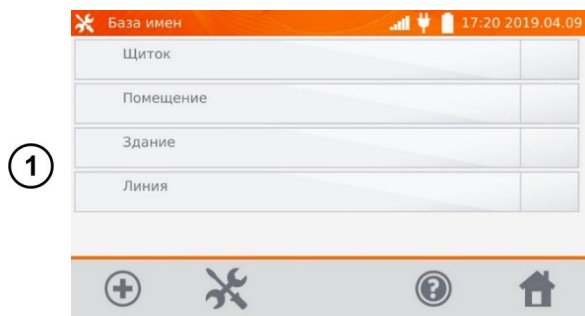 База имен 17:20 2019.04.09
Щиток
Помещение
Здание
1
Линия